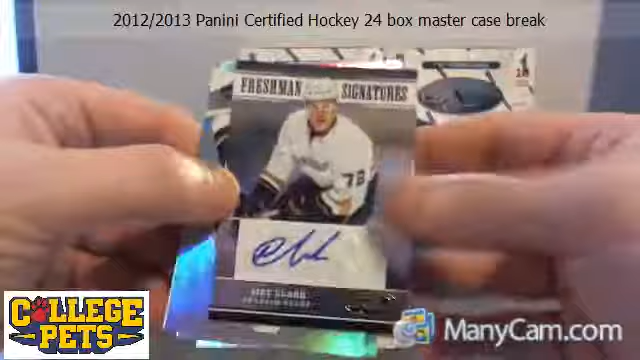 2012/2013 Panini Certified Hockey 24 box master case break
FRESHMAN SIGNATURES
COLLEGE
PETS
ManyCam.com